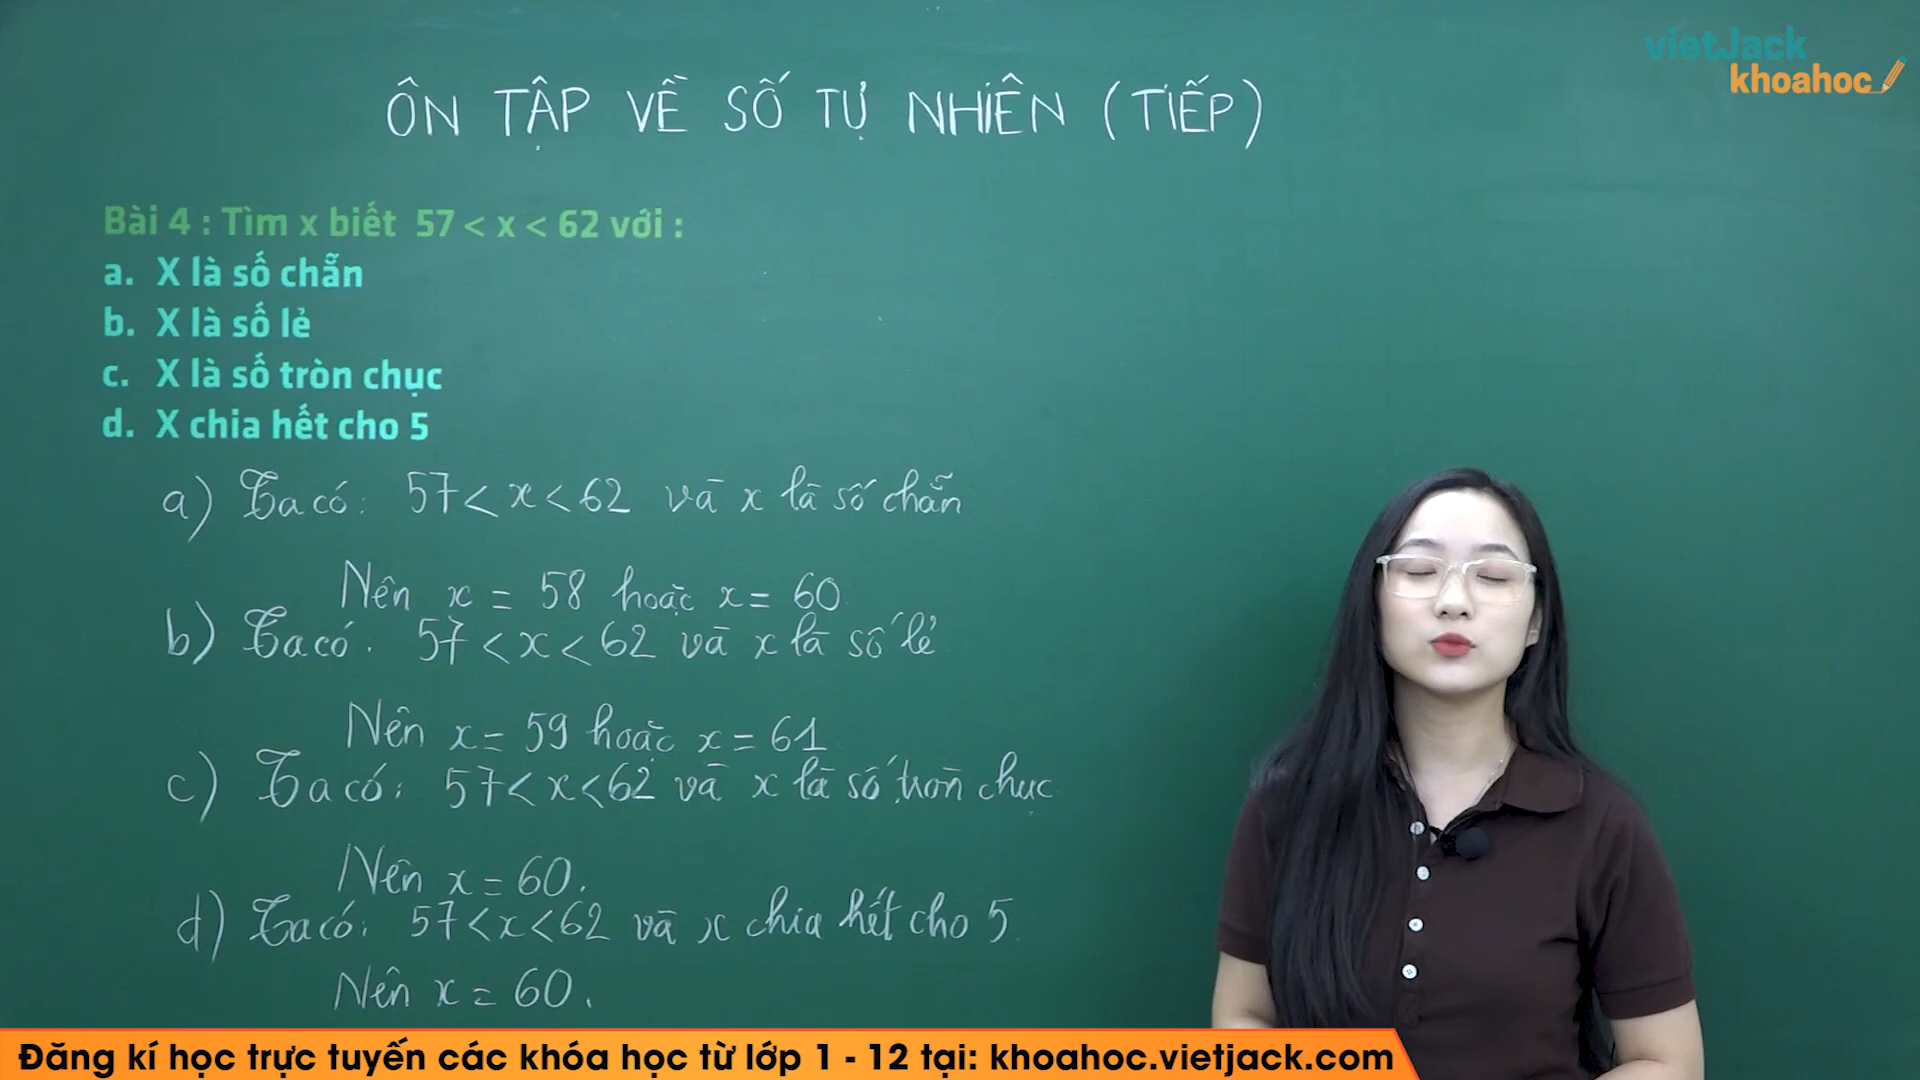 vietJack
khoahoc
ÔN TẬP VỀ SỐ TỰ NHIÊN (TIẾP)
Bài 4 : Tìm x biết 57 < x < 62 với :
a. X là số chẵn
b. X là số lẻ
c. X là số tròn chục
d. X chia hết cho 5
a) Ta có: 57 < x < 62 và x là số chẵn
Nên x = 58 hoặc x = 60
b) Ta có: 57 < x < 62 và x là số lẻ
Nên x = 59 hoặc x = 61
c) Ta có: 57 < x < 62 và x là số tròn chục
Nên x = 60.
d) Ta có: 57 < x < 62 và x chia hết cho 5.
Nên x = 60.
Đăng kí học trực tuyến các khóa học từ lớp 1 - 12 tại: khoahoc.vietjack.com